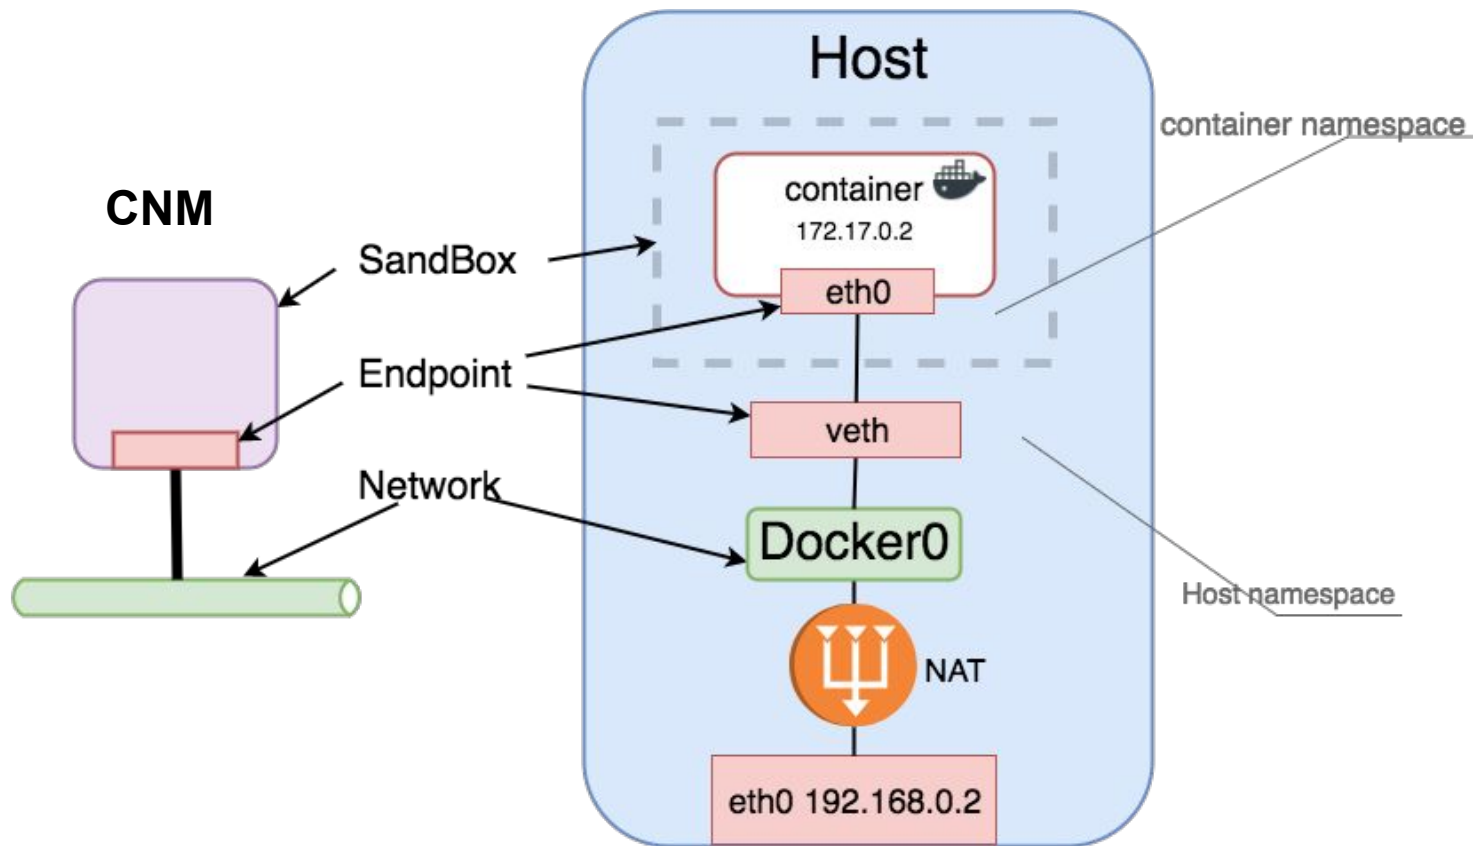 Host
container namespace
container
172.17.0.2
CNM
SandBox
eth0
Endpoint
veth
Network
Docker0
Host namespace
NAT
eth0 192.168.0.2